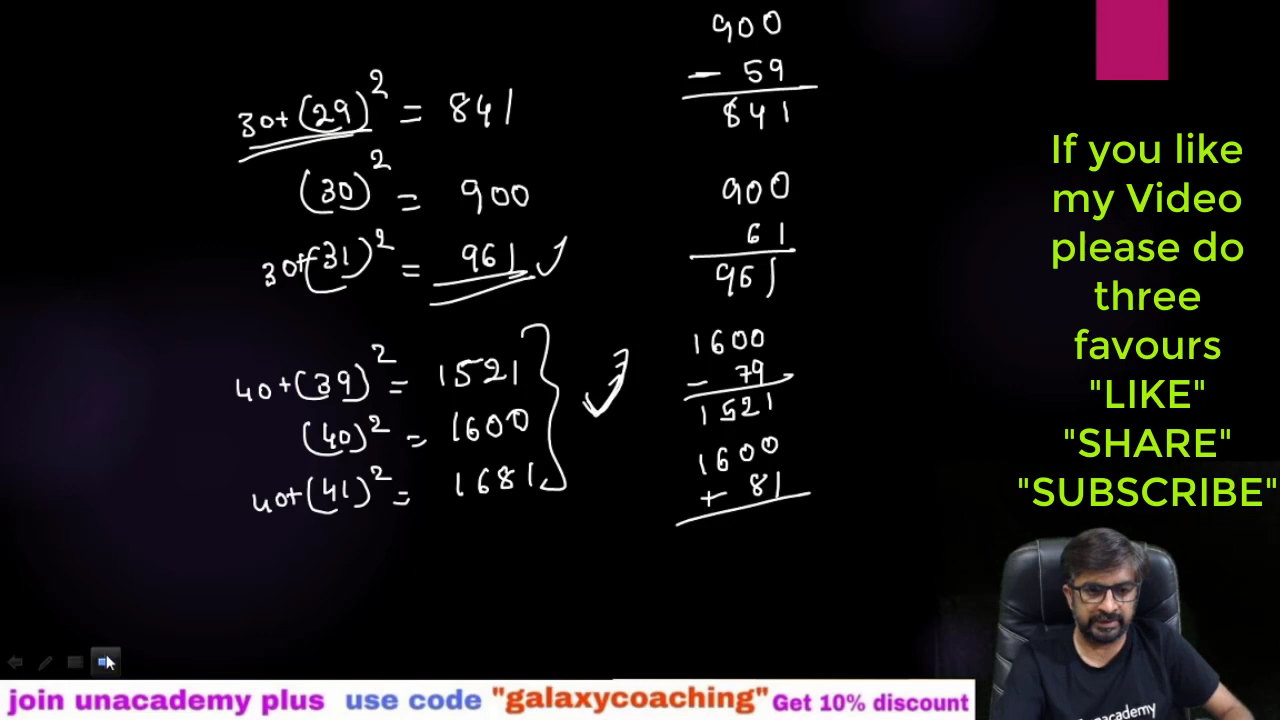 30+(29)² = 841
(30)² = 900
30+(31)² = 961 ✓
40+(39)² = 1521
(40)² = 1600
40+(41)² = 1681
900
- 59
841
900
61
961
1600
- 79
1521
1600
+ 81
If you like
my Video
please do
three
favours
"LIKE"
"SHARE"
"SUBSCRIBE"
unacademy
join unacademy plus use code "galaxycoaching" Get 10% discount